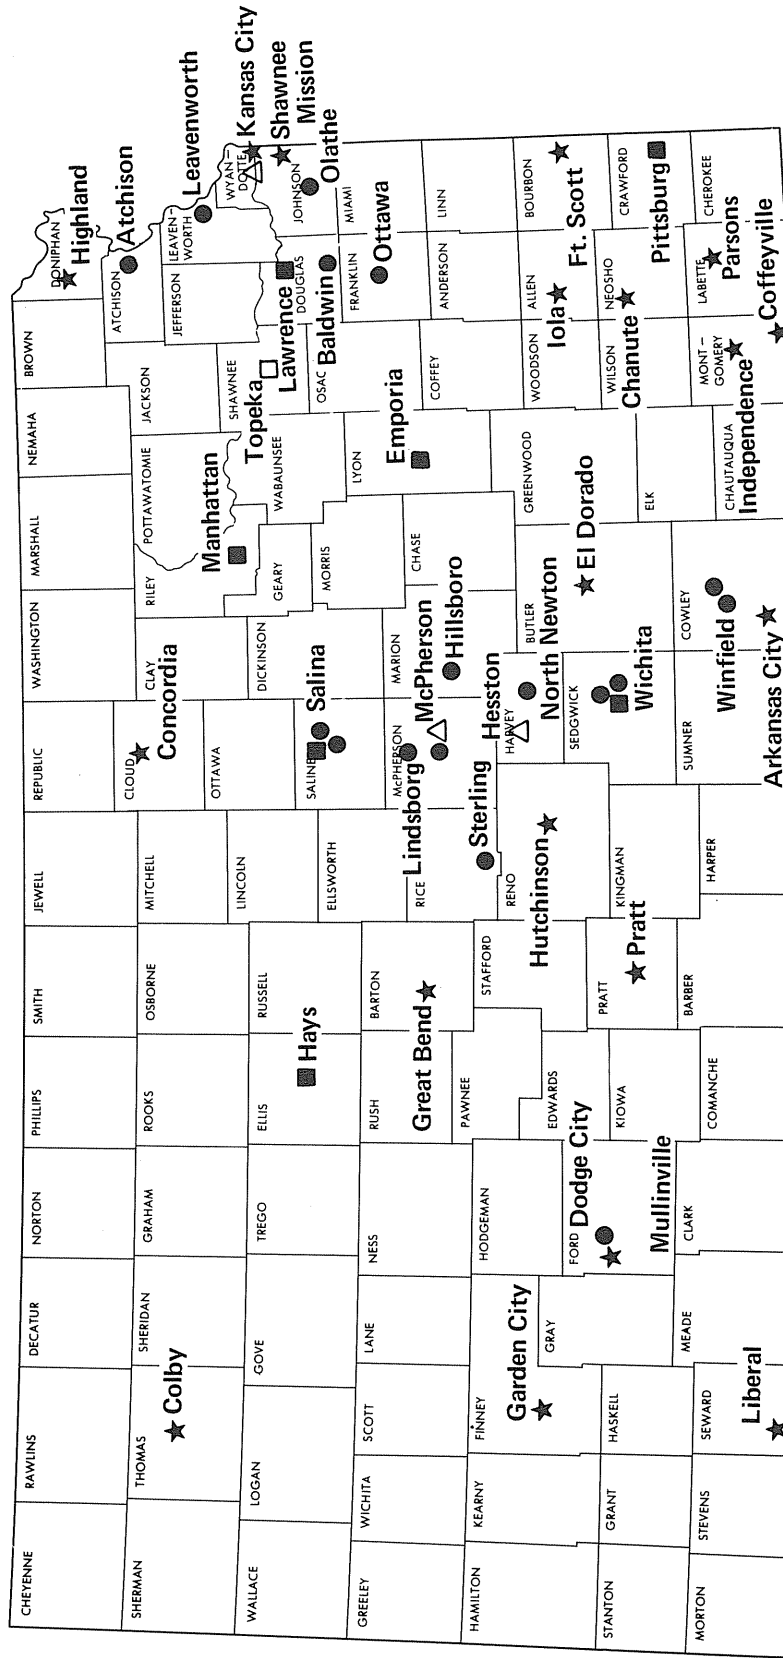 CHEYENNE
RAWLINS
DECATUR
NORTON
PHILLIPS
SMITH
JEWELL
REPUBLIC
WASHINGTON
MARSHALL
NEMAHA
BROWN
DONIPHAN
Highland
SHERMAN
THOMAS
Colby
SHERIDAN
GRAHAM
ROOKS
OSBORNE
MITCHELL
CLOUD
Concordia
CLAY
RILEY
POTTAWATOMIE
JACKSON
ATCHISON
Atchison
JEFFERSON
LEAVEN-
WORTH
Leavenworth
OTTAWA
Manhattan
WALLACE
LOGAN
GOVE
TREGO
ELLIS
Hays
RUSSELL
LINCOLN
DICKINSON
GEARY
WABAUNSEE
SHAWNEE
Topeka
DOUGLAS
Lawrence
WYAN-
DOTTE
Kansas City
JOHNSON
Shawnee
Mission
Olathe
SALINE
Salina
ELLSWORTH
MORRIS
OSAC
Baldwin
GREELEY
WICHITA
SCOTT
LANE
NESS
RUSH
BARTON
Great Bend
RICE
McPHERSON
McPherson
Lindsborg
MARION
Hillsboro
CHASE
LYON
Emporia
COFFEY
FRANKLIN
Ottawa
MIAMI
ANDERSON
LINN
PAWNEE
HAMILTON
KEARNY
FINNEY
Garden City
HODGEMAN
STAFFORD
Sterling
RENO
Hutchinson
HARVEY
Hesston
North Newton
BUTLER
El Dorado
GREENWOOD
WOODSON
ALLEN
Iola
BOURBON
Ft. Scott
GRAY
FORD
Dodge City
EDWARDS
KIOWA
Mullinville
PRATT
Pratt
KINGMAN
SEDGWICK
Wichita
ELK
WILSON
Chanute
NEOSHO
CRAWFORD
Pittsburg
STANTON
GRANT
HASKELL
MORTON
STEVENS
SEWARD
Liberal
MEADE
CLARK
COMANCHE
BARBER
HARPER
SUMNER
COWLEY
Winfield
Arkansas City
CHAUTAUQUA
MONT-
GOMERY
Independence
LABETTE
Parsons
Coffeyville
CHEROKEE